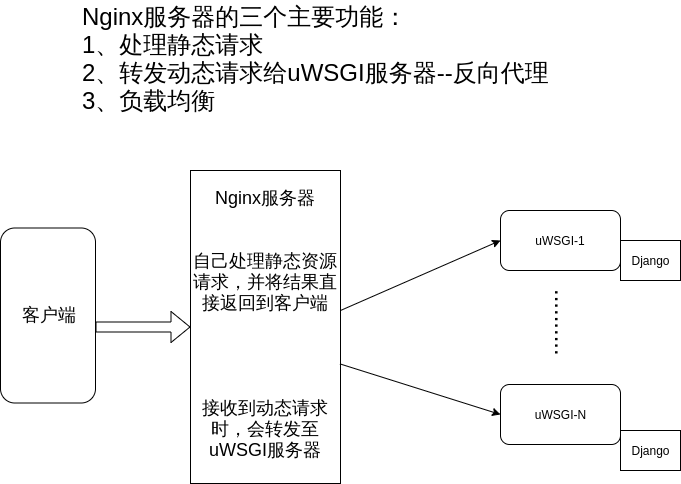 Nginx服务器的三个主要功能：
1、处理静态请求
2、转发动态请求给uWSGI服务器--反向代理
3、负载均衡
客户端
Nginx服务器
自己处理静态资源
请求，并将结果直
接返回到客户端
接收到动态请求
时，会转发至
uWSGI服务器
uWSGI-1
Django
uWSGI-N
Django